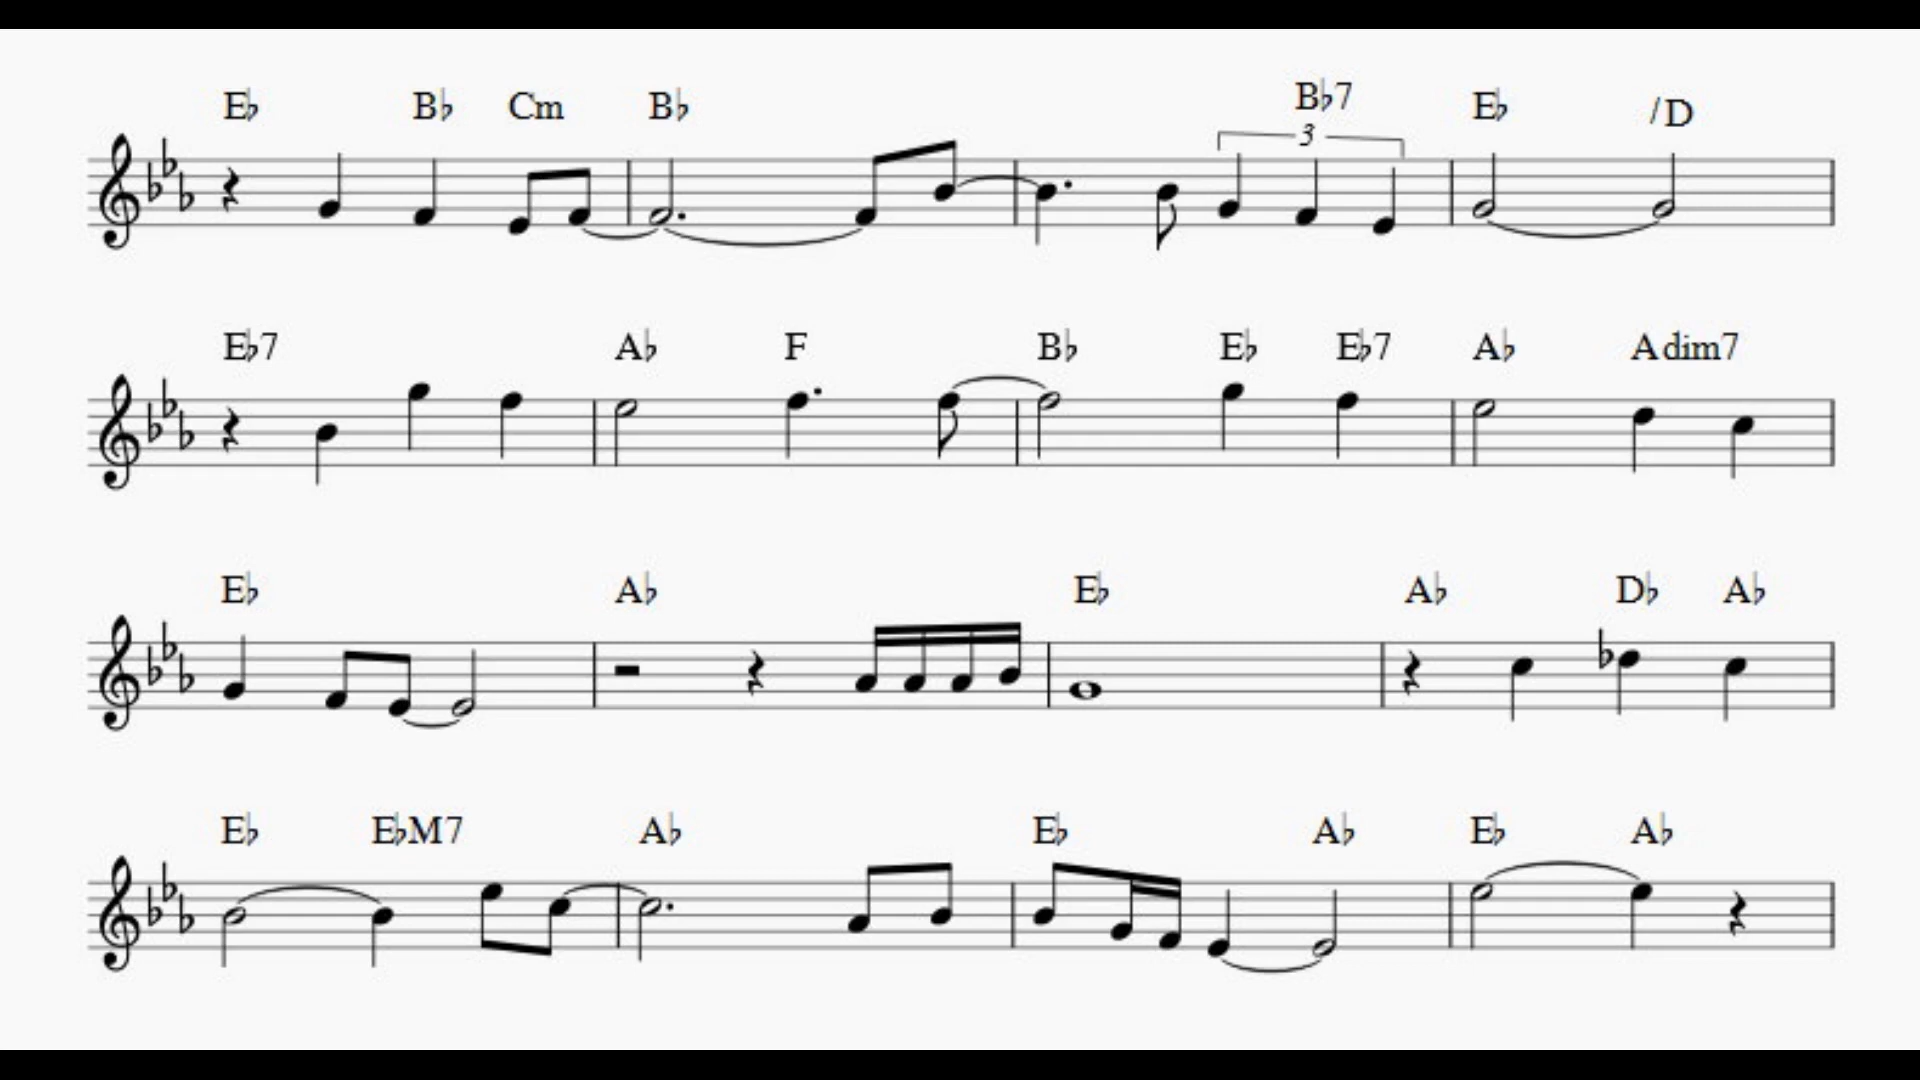 E♭ B♭ Cm B♭ B♭7 E♭ /D
3
E♭7 A♭ F B♭ E♭ E♭7 A♭ Adim7
E♭ A♭ E♭ A♭ D♭ A♭
E♭ E♭M7 A♭ E♭ A♭ E♭ A♭